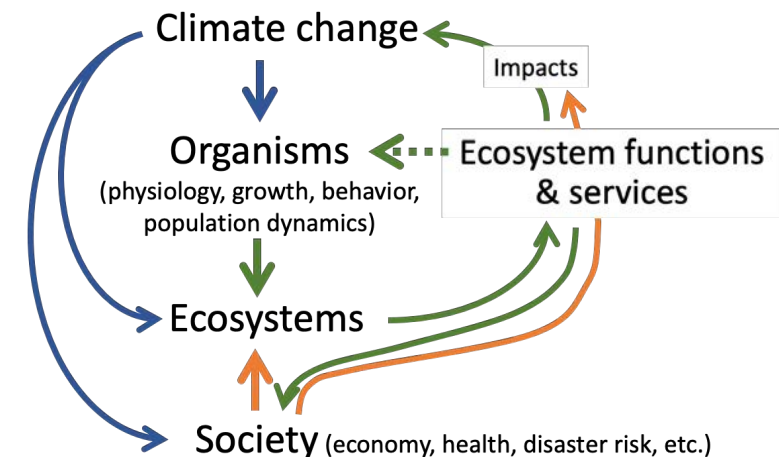 Climate change
Impacts
Organisms
(physiology, growth, behavior,
population dynamics)
Ecosystem functions
& services
Ecosystems
Society (economy, health, disaster risk, etc.)